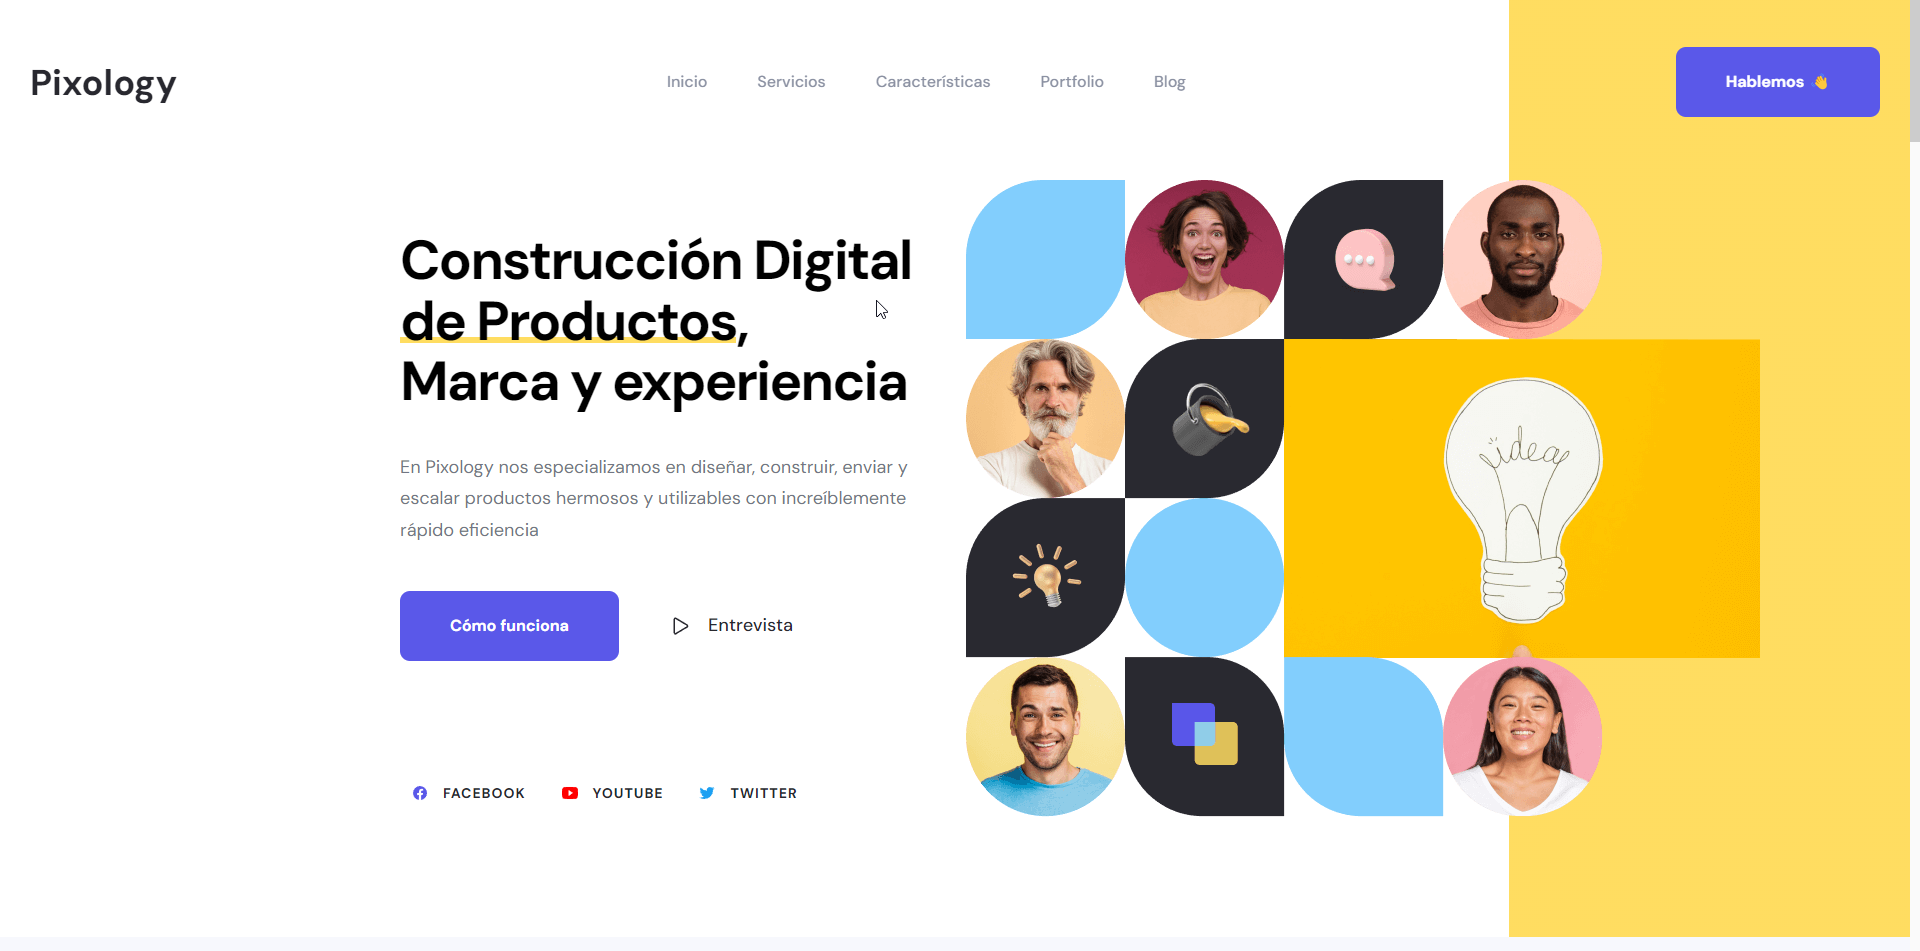 Pixology
Inicio Servicios Características Portfolio Blog
Hablemos 👋
Construcción Digital
de Productos,
Marca y experiencia
En Pixology nos especializamos en diseñar, construir, enviar y
escalar productos hermosos y utilizables con increíblemente
rápido eficiencia
Cómo funciona
Entrevista
FACEBOOK YOUTUBE TWITTER
idea